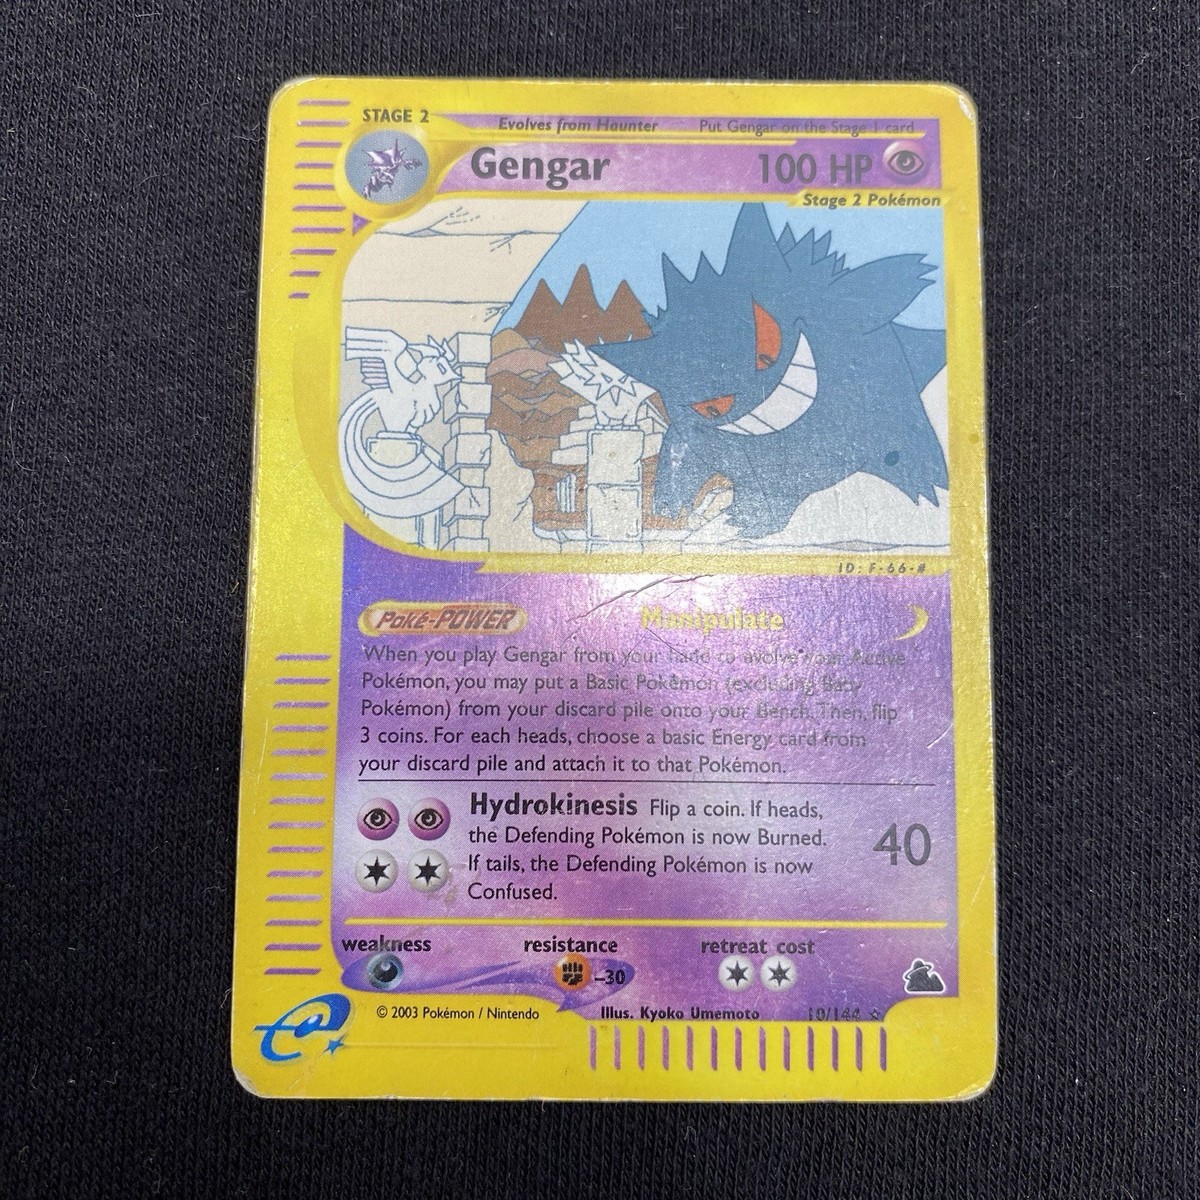 STAGE 2
Evolves from Haunter Put Gengar on the Stage 1 card
Gengar 100 HP
Stage 2 Pokémon
ID: F-66-#
Poké-POWER Manipulate
When you play Gengar from your hand to evolve your Active
Pokémon, you may put a Basic Pokémon (excluding Baby
Pokémon) from your discard pile onto your Bench. Then, flip
3 coins. For each heads, choose a basic Energy card from
your discard pile and attach it to that Pokémon.
Hydrokinesis Flip a coin. If heads,
the Defending Pokémon is now Burned.
If tails, the Defending Pokémon is now
Confused.
40
weakness resistance retreat cost
-30
e
© 2003 Pokémon / Nintendo Illus. Kyoko Umemoto 10/144